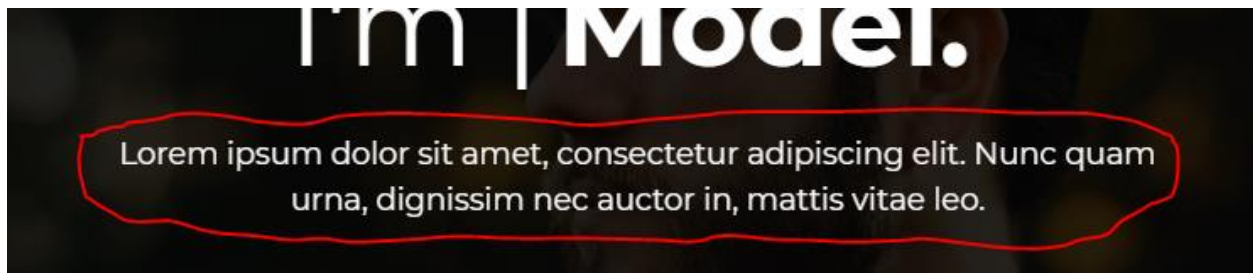 I'm | Model.
Lorem ipsum dolor sit amet, consectetur adipiscing elit. Nunc quam
urna, dignissim nec auctor in, mattis vitae leo.